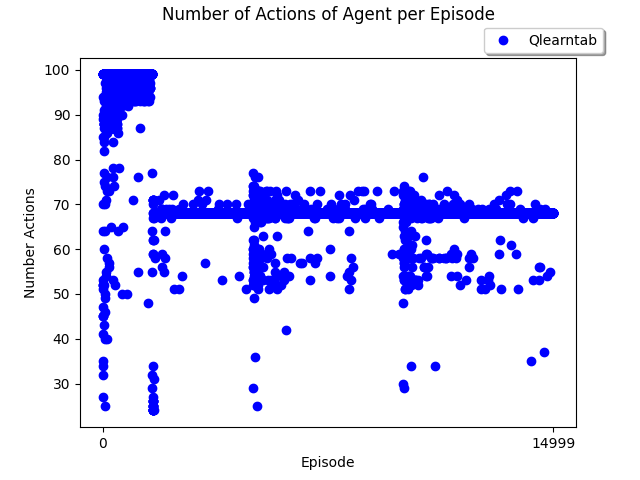 Number of Actions of Agent per Episode
Qlearntab
100
90
80
70
60
50
40
30
Number Actions
0
14999
Episode